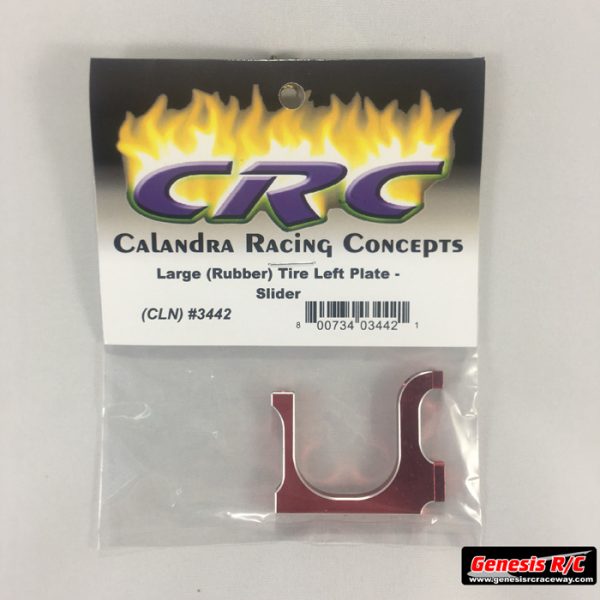 CRC
Calandra Racing Concepts
Large (Rubber) Tire Left Plate -
Slider
(CLN) #3442
8 00734 03442 1
Genesis R/C
www.genesisrcraceway.com